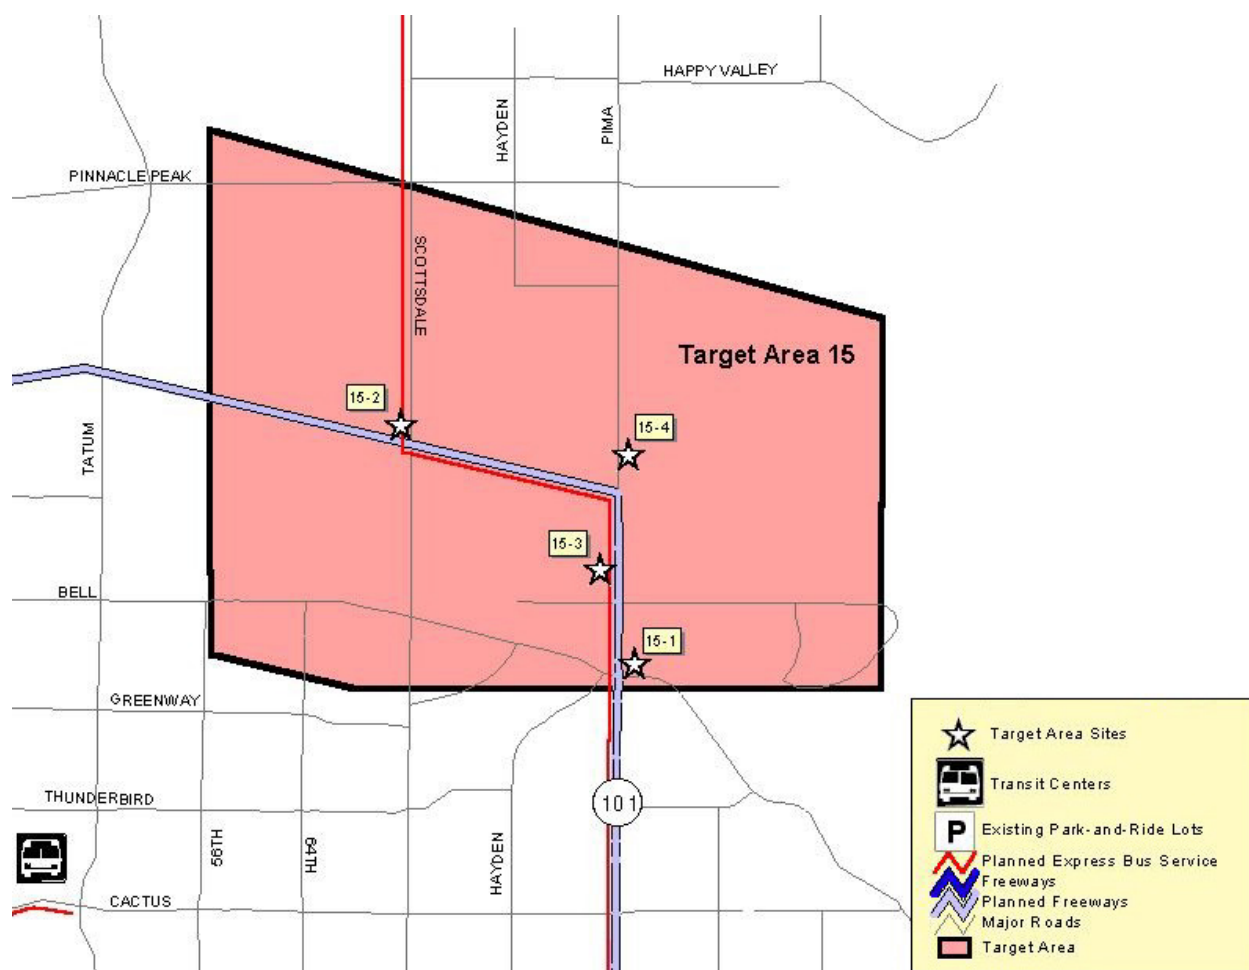 HAPPY VALLEY
HAYDEN
PIMA
PINNACLE PEAK
SCOTTSDALE
Target Area 15
15-2
15-4
TATUM
15-3
BELL
15-1
GREENWAY
THUNDERBIRD
101
56TH
64TH
HAYDEN
CACTUS
Target Area Sites
Transit Centers
P
Existing Park-and-Ride Lots
Planned Express Bus Service
Freeways
Planned Freeways
Major Roads
Target Area